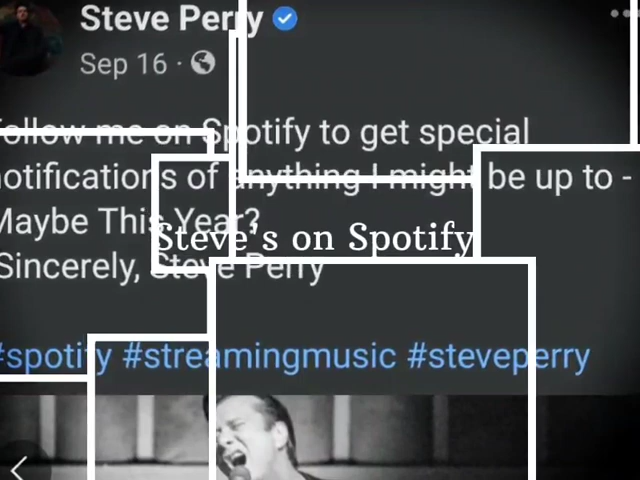 Steve Perry
Sep 16 ·
Follow me on Spotify to get special
notifications of anything I might be up to -
Maybe This Year?
Steve's on Spotify
Sincerely, Steve Perry
#spotify #streamingmusic #steveperry